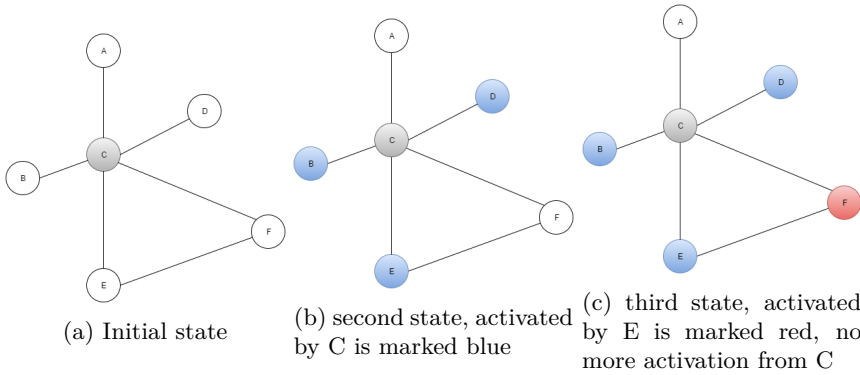 A
D
C
B
F
E
(a) Initial state
A
D
C
B
F
E
(b) second state, activated
by C is marked blue
A
D
C
B
F
E
(c) third state, activated
by E is marked red, no
more activation from C